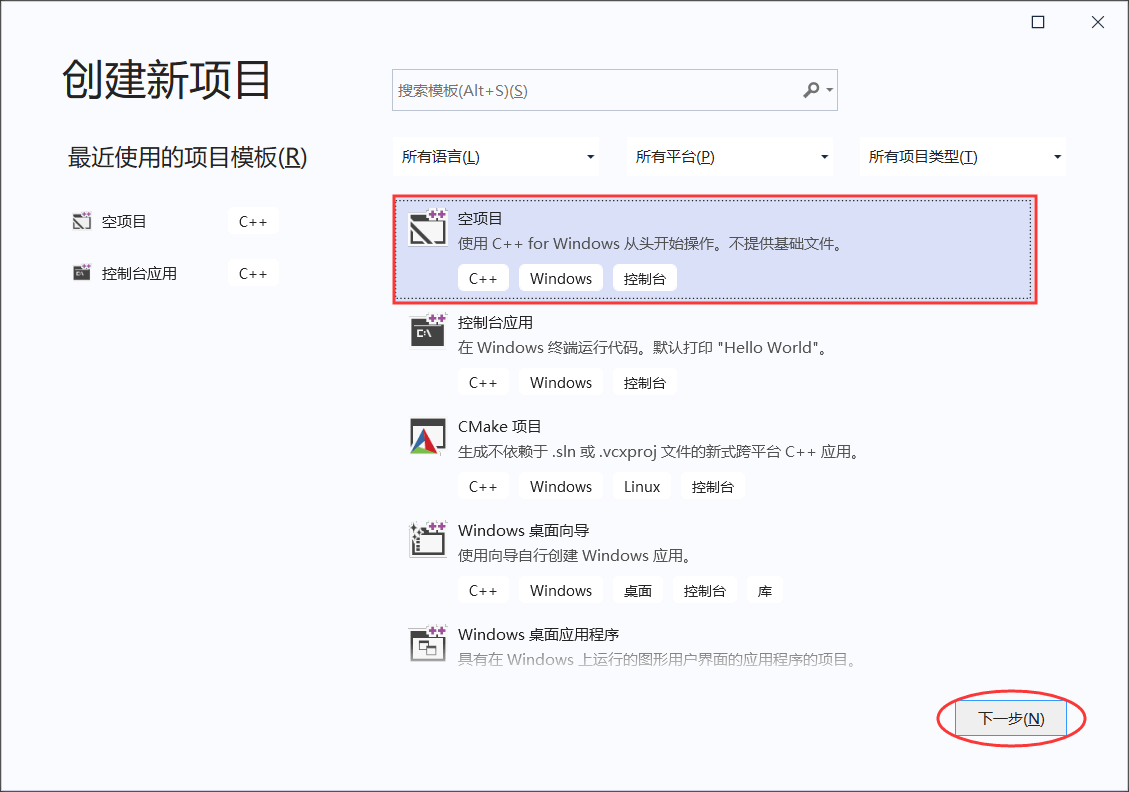 创建新项目
搜索模板(Alt+S)(S)
最近使用的项目模板(R)
所有语言(L) 所有平台(P) 所有项目类型(T)
空项目 C++
控制台应用 C++
空项目
使用 C++ for Windows 从头开始操作。不提供基础文件。
C++ Windows 控制台
控制台应用
在 Windows 终端运行代码。默认打印 "Hello World"。
C++ Windows 控制台
CMake 项目
生成不依赖于 .sln 或 .vcxproj 文件的新式跨平台 C++ 应用。
C++ Windows Linux 控制台
Windows 桌面向导
使用向导自行创建 Windows 应用。
C++ Windows 桌面 控制台 库
Windows 桌面应用程序
具有在 Windows 上运行的图形用户界面的应用程序的项目。
下一步(N)